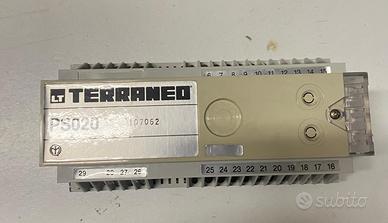 6 7 8 9 10 11 12 13 14 15
LT TERRANEO
PS020
107062
29 28 27 26
25 24 23 22 21 20 19 18 17 16
subito